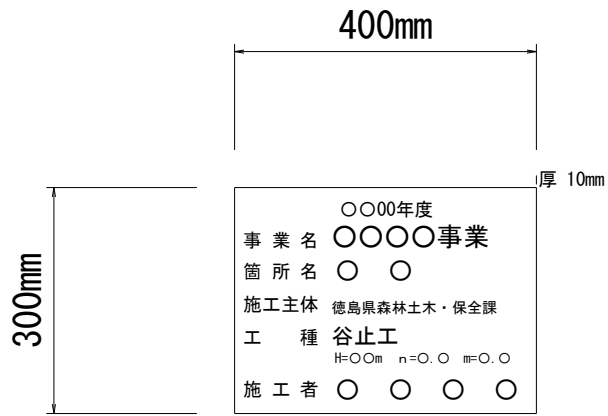 400mm
厚 10mm
300mm
○○00年度
事 業 名 ○○○○事業
箇 所 名 ○ ○
施工主体 徳島県森林土木・保全課
工 種 谷止工
H=○○m n=○.○ m=○.○
施 工 者 ○ ○ ○ ○